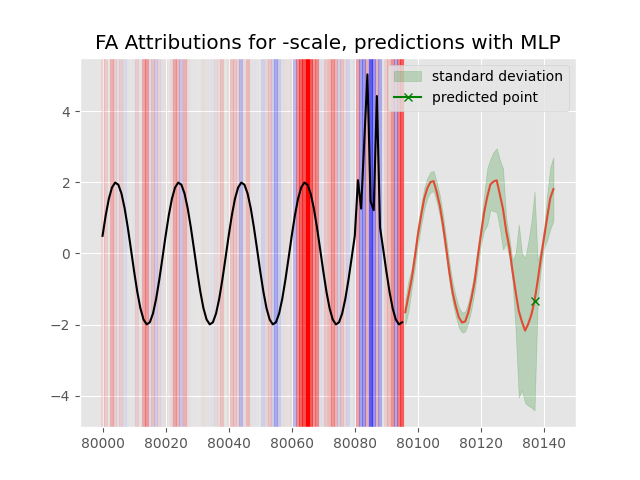 FA Attributions for -scale, predictions with MLP
standard deviation
predicted point
4
2
0
−2
−4
80000 80020 80040 80060 80080 80100 80120 80140